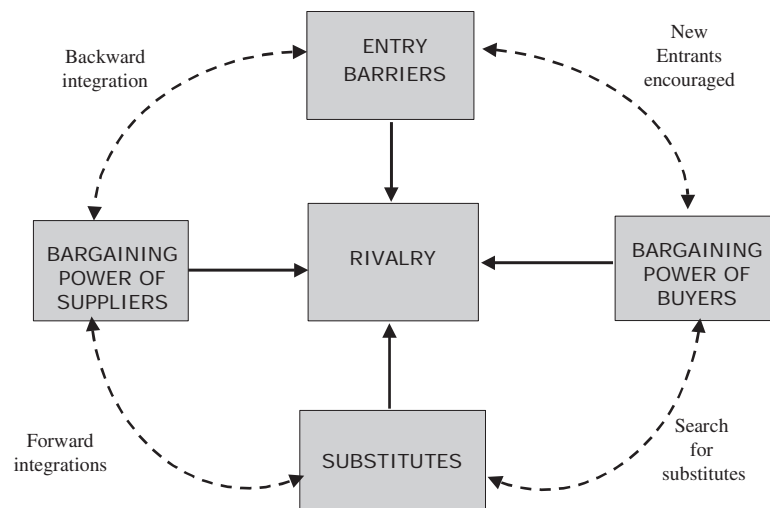 Backward
integration
ENTRY
BARRIERS
New
Entrants
encouraged
BARGAINING
POWER OF
SUPPLIERS
RIVALRY
BARGAINING
POWER OF
BUYERS
Forward
integrations
SUBSTITUTES
Search
for
substitutes